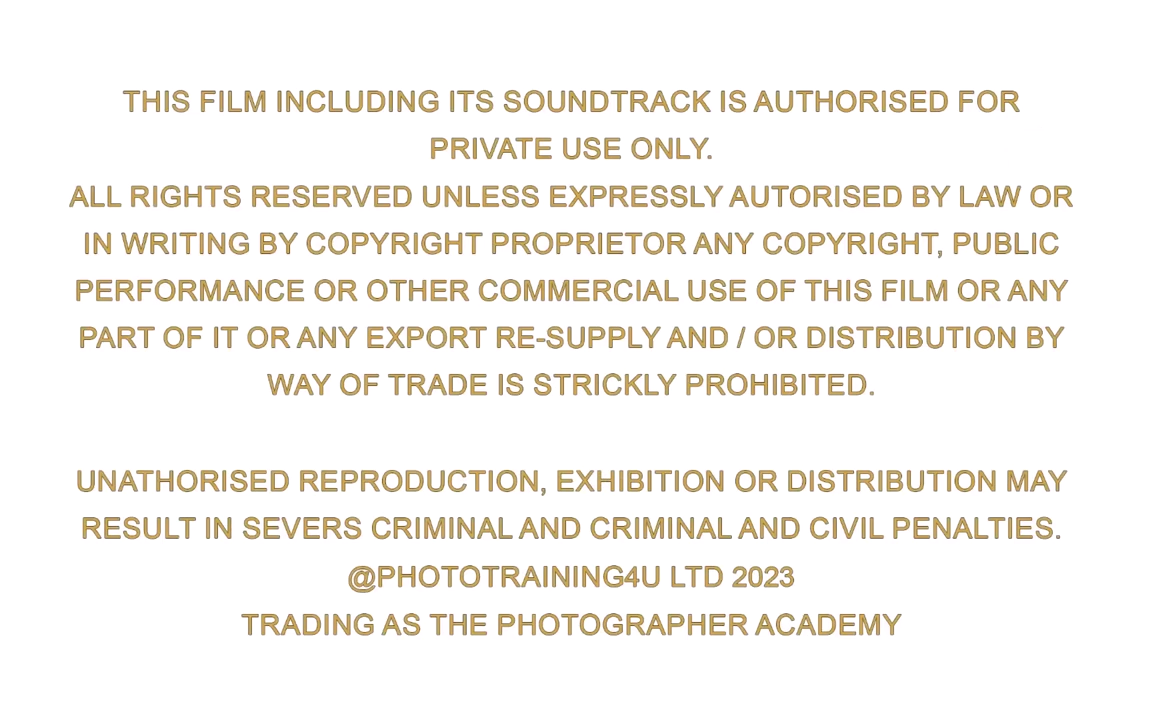 THIS FILM INCLUDING ITS SOUNDTRACK IS AUTHORISED FOR
PRIVATE USE ONLY.
ALL RIGHTS RESERVED UNLESS EXPRESSLY AUTORISED BY LAW OR
IN WRITING BY COPYRIGHT PROPRIETOR ANY COPYRIGHT, PUBLIC
PERFORMANCE OR OTHER COMMERCIAL USE OF THIS FILM OR ANY
PART OF IT OR ANY EXPORT RE-SUPPLY AND / OR DISTRIBUTION BY
WAY OF TRADE IS STRICKLY PROHIBITED.
UNATHORISED REPRODUCTION, EXHIBITION OR DISTRIBUTION MAY
RESULT IN SEVERS CRIMINAL AND CRIMINAL AND CIVIL PENALTIES.
@PHOTOTRAINING4U LTD 2023
TRADING AS THE PHOTOGRAPHER ACADEMY